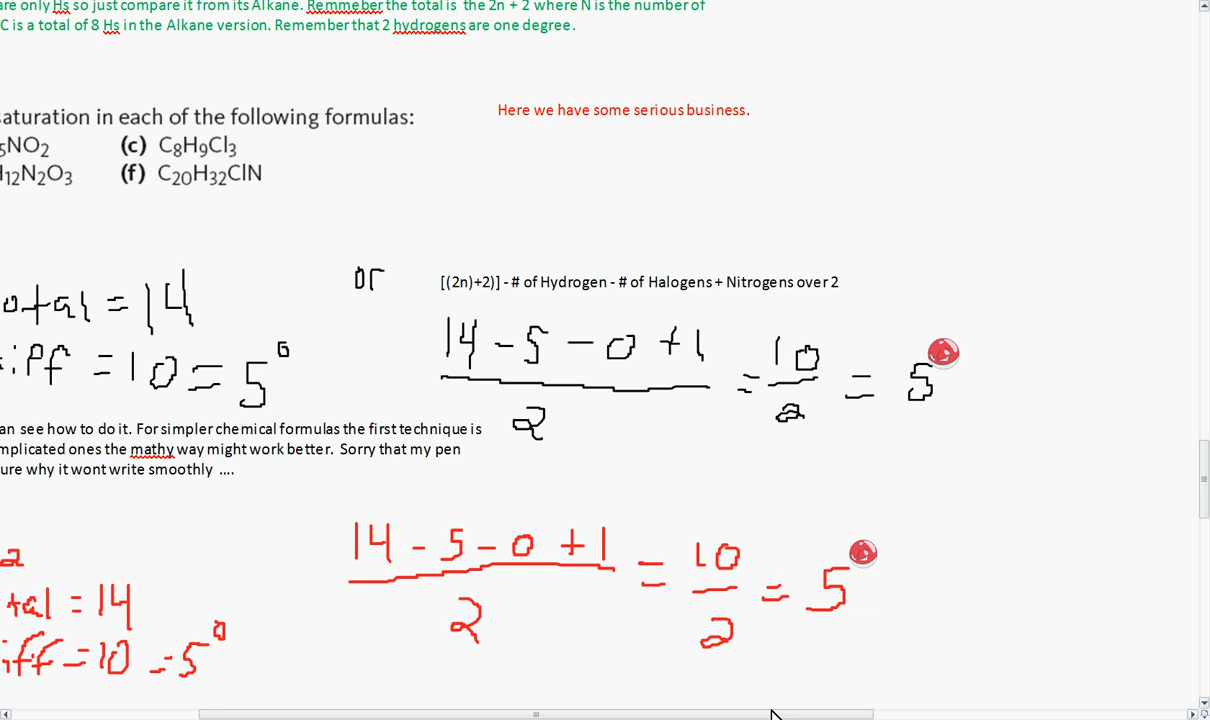 are only Hs so just compare it from its Alkane. Remmeber the total is the 2n + 2 where N is the number of
C is a total of 8 Hs in the Alkane version. Remember that 2 hydrogens are one degree.
Here we have some serious business.
saturation in each of the following formulas:
5NO2 (c) C8H9Cl3
H12N2O3 (f) C20H32ClN
or
[(2n)+2)] - # of Hydrogen - # of Halogens + Nitrogens over 2
otal = 14
14 - 5 - 0 + 1
2
= 10
2
= 5
iff = 10 = 5°
an see how to do it. For simpler chemical formulas the first technique is
mplicated ones the mathy way might work better. Sorry that my pen
ure why it wont write smoothly ....
2
tal = 14
iff = 10 = 5°
14 - 5 - 0 + 1
2
= 10
2
= 5